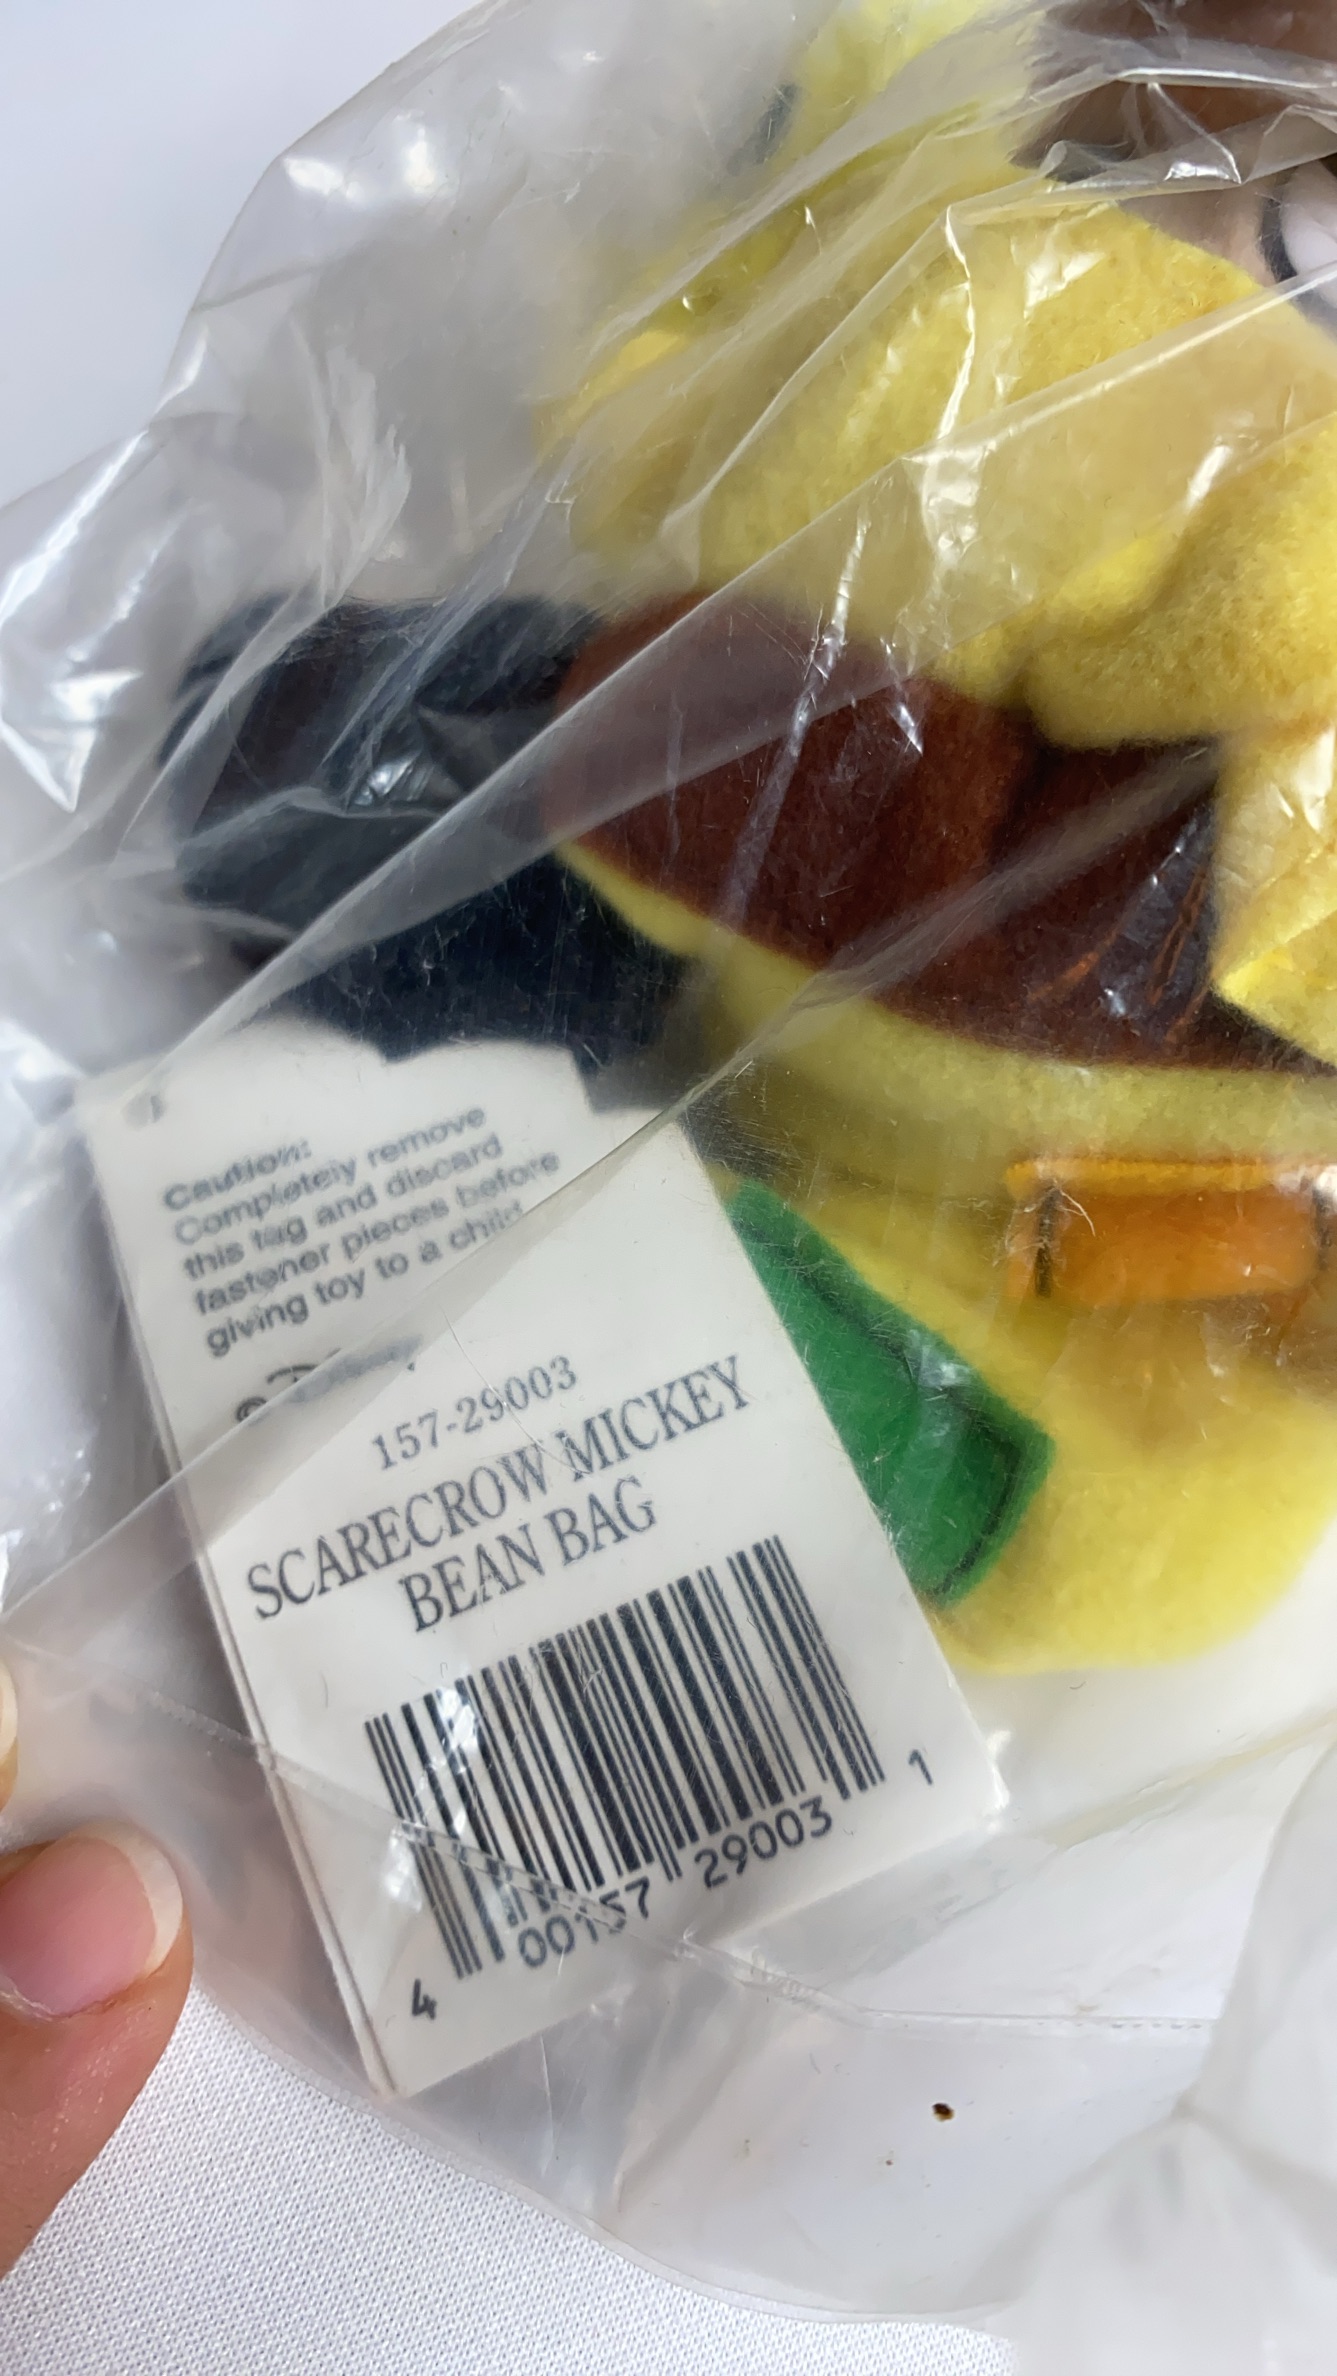 Caution:
Completely remove
this tag and discard
fastener pieces before
giving toy to a child.
© Disney
157-29003
SCARECROW MICKEY
BEAN BAG
4 00157 29003 1